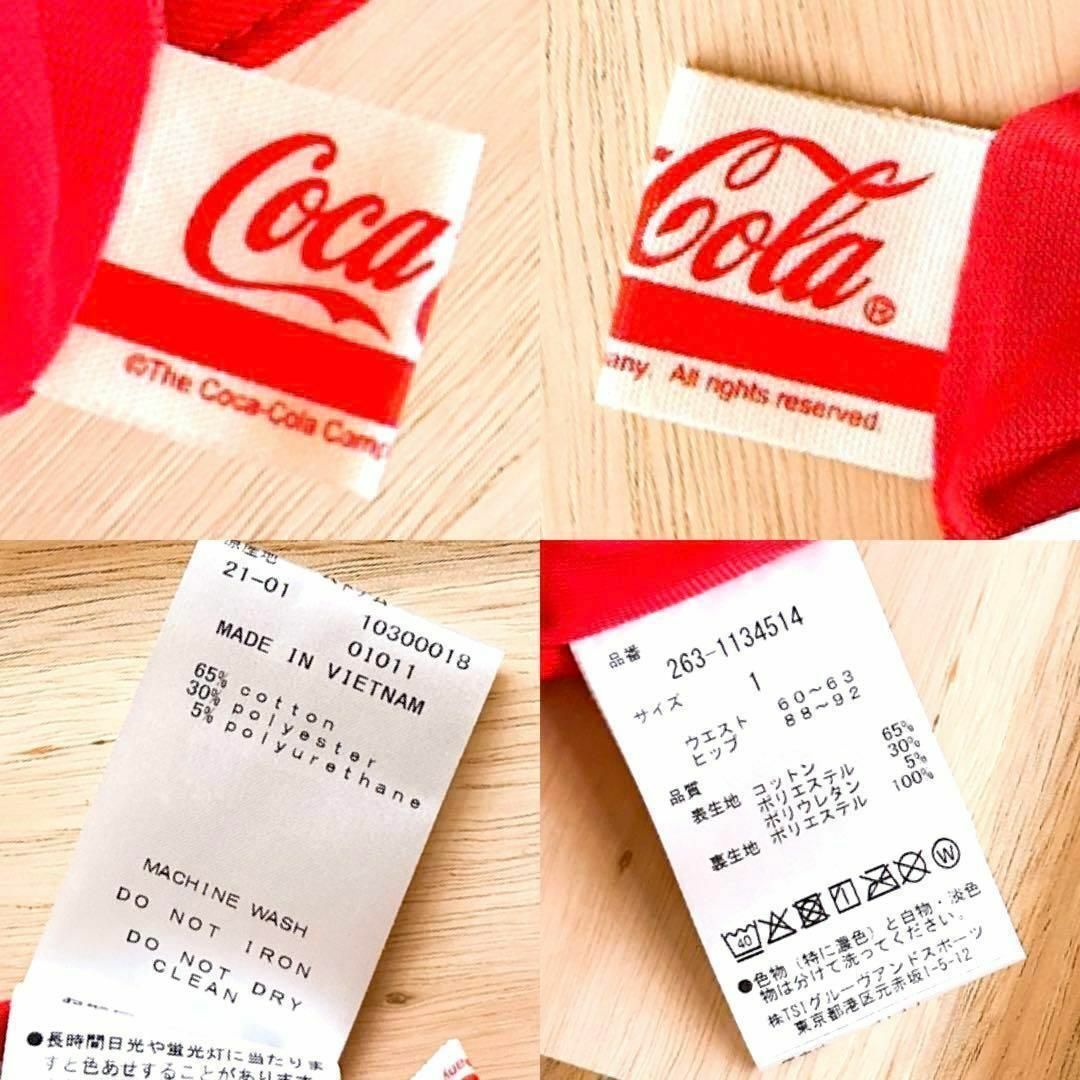 Coca
©The Coca-Cola Comp
Cola®
any All rights reserved
原産地 ベトナム
21-01
10300018
01011
MADE IN VIETNAM
65% cotton
30% polyester
5% polyurethane
MACHINE WASH
DO NOT IRON
DO NOT DRY
CLEAN
●長時間日光や蛍光灯に当たりま
すと色あせすることがあります
品番 263-1134514
サイズ 1
ウエスト 60~63
ヒップ 88~92
品質
表生地 コットン 65%
ポリエステル 30%
ポリウレタン 5%
裏生地 ポリエステル 100%
40
W
●色物(特に濃色)と白物・淡色
物は分けて洗ってください。
㈱TSIグルーヴアンドスポーツ
東京都港区元赤坂1-5-12